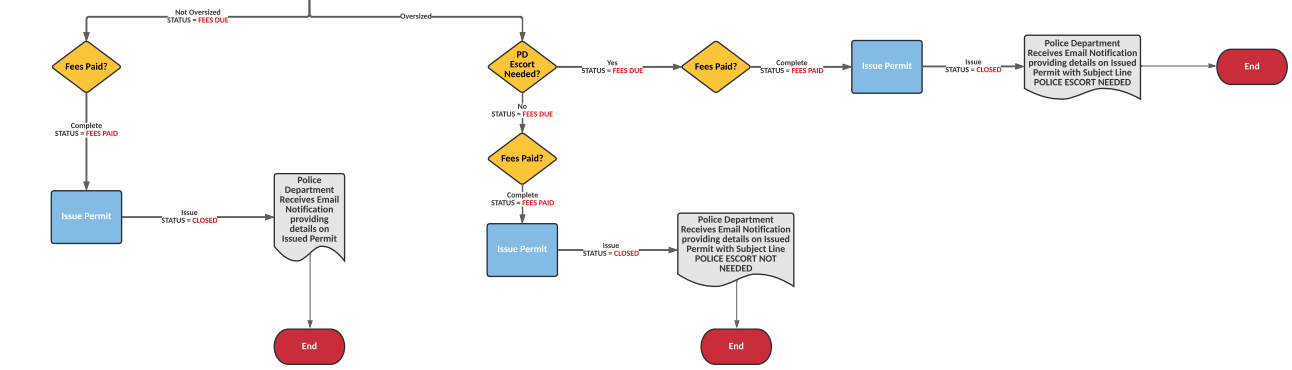 Not Oversized
STATUS = FEES DUE
Oversized
Fees Paid?
PD
Escort
Needed?
Yes
STATUS = FEES DUE
Fees Paid?
Complete
STATUS = FEES PAID
Issue Permit
Issue
STATUS = CLOSED
Police Department
Receives Email Notification
providing details on Issued
Permit with Subject Line
POLICE ESCORT NEEDED
End
No
STATUS = FEES DUE
Complete
STATUS = FEES PAID
Fees Paid?
Complete
STATUS = FEES PAID
Issue Permit
Issue
STATUS = CLOSED
Police
Department
Receives Email
Notification
providing
details on
Issued Permit
End
Issue Permit
Issue
STATUS = CLOSED
Police Department
Receives Email Notification
providing details on Issued
Permit with Subject Line
POLICE ESCORT NOT
NEEDED
End